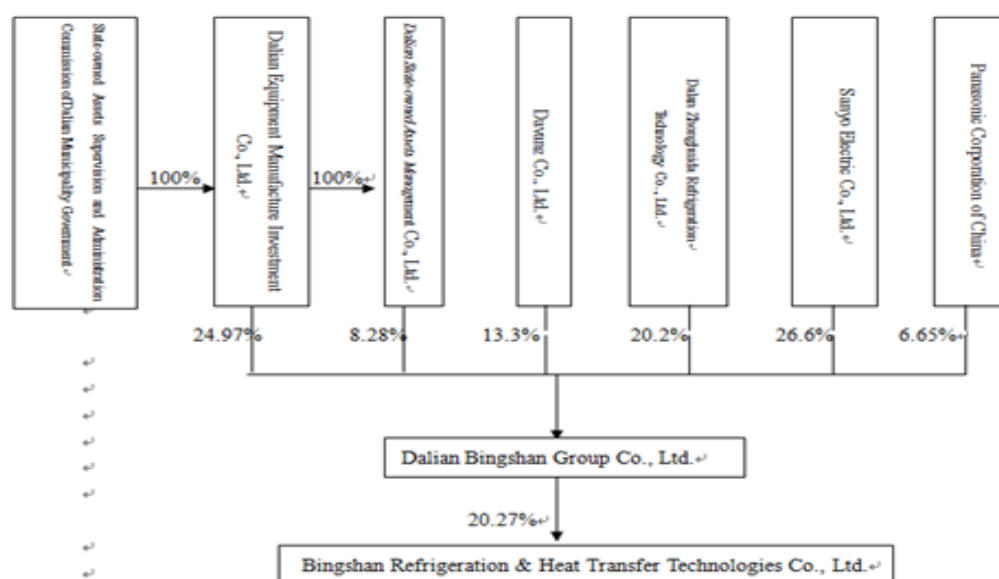 State-owned Assets Supervision and Administration
Commission of Dalian Municipality Government↵
Dalian Equipment Manufacture Investment
Co., Ltd.↵
Dalian State-owned Assets Management Co., Ltd.↵
Co., Ltd.↵
Dalian Zhonghuida Refrigeration
Technology Co., Ltd.↵
Sanyo Electric Co., Ltd.↵
Panasonic Corporation of China↵
100%
100%↵
24.97%
8.28%
13.3%
20.2%
26.6%
6.65%↵
Dalian Bingshan Group Co., Ltd.↵
20.27%↵
Bingshan Refrigeration & Heat Transfer Technologies Co., Ltd.↵